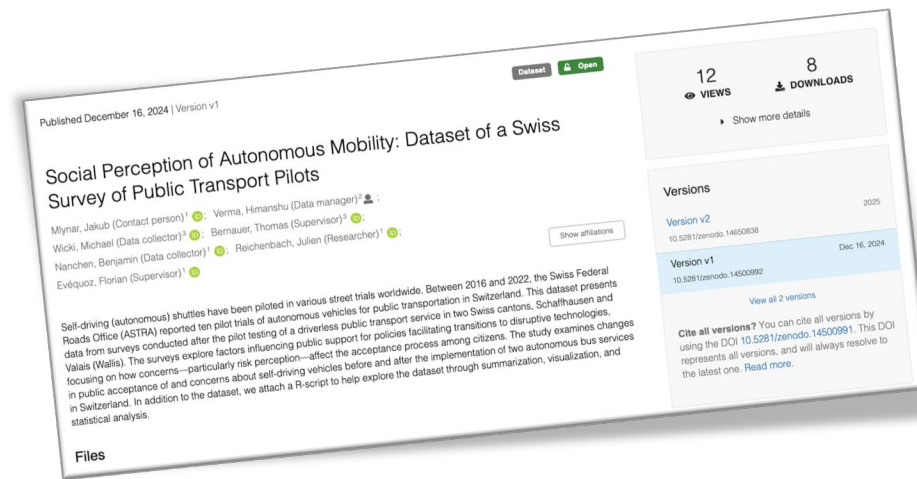 Published December 16, 2024 | Version v1
Dataset
Open
Social Perception of Autonomous Mobility: Dataset of a Swiss
Survey of Public Transport Pilots
Mlynar, Jakub (Contact person)¹ iD ; Verma, Himanshu (Data manager)² ;
Wicki, Michael (Data collector)³ iD ; Bernauer, Thomas (Supervisor)³ iD ;
Nanchen, Benjamin (Data collector)¹ iD ; Reichenbach, Julien (Researcher)¹ iD ;
Evéquoz, Florian (Supervisor)¹ iD
Show affiliations
Self-driving (autonomous) shuttles have been piloted in various street trials worldwide. Between 2016 and 2022, the Swiss Federal
Roads Office (ASTRA) reported ten pilot trials of autonomous vehicles for public transportation in Switzerland. This dataset presents
data from surveys conducted after the pilot testing of a driverless public transport service in two Swiss cantons, Schaffhausen and
Valais (Wallis). The surveys explore factors influencing public support for policies facilitating transitions to disruptive technologies,
focusing on how concerns—particularly risk perception—affect the acceptance process among citizens. The study examines changes
in public acceptance of and concerns about self-driving vehicles before and after the implementation of two autonomous bus services
in Switzerland. In addition to the dataset, we attach a R-script to help explore the dataset through summarization, visualization, and
statistical analysis.
Files
12
VIEWS
8
DOWNLOADS
Show more details
Versions
Version v2
2025
10.5281/zenodo.14650838
Version v1
Dec 16, 2024
10.5281/zenodo.14500992
View all 2 versions
Cite all versions? You can cite all versions by
using the DOI 10.5281/zenodo.14500991. This DOI
represents all versions, and will always resolve to
the latest one. Read more.